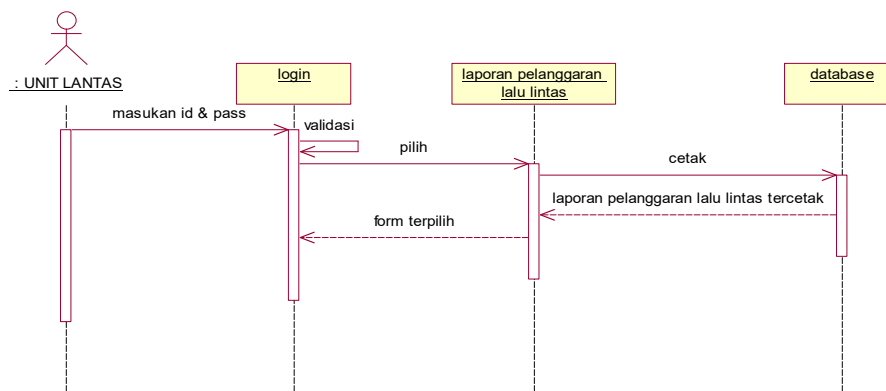 : UNIT LANTAS
login
laporan pelanggaran
lalu lintas
database
masukan id & pass
validasi
pilih
cetak
laporan pelanggaran lalu lintas tercetak
form terpilih